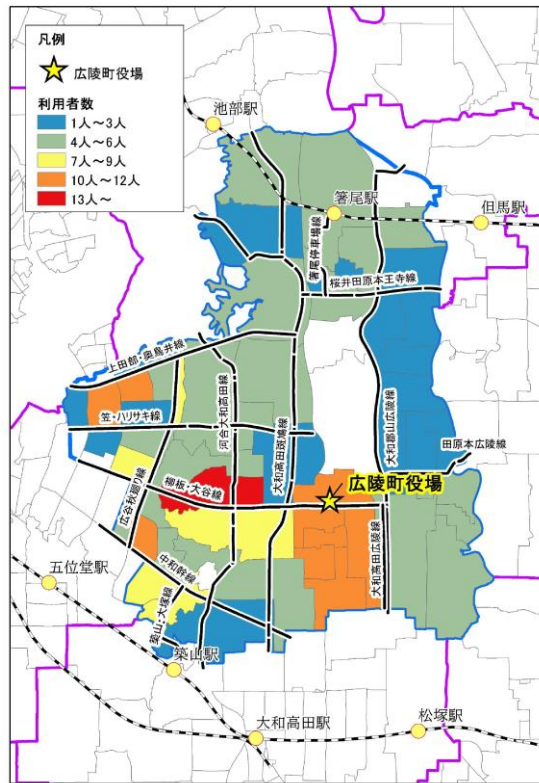 凡例
広陵町役場
利用者数
1人～3人
4人～6人
7人～9人
10人～12人
13人～
池部駅
箸尾駅
但馬駅
箸尾停車場線
桜井田原本王寺線
上田部・奥鳥井線
河合大和高田線
大和高田斑鳩線
大和郡山広陵線
笠・ハリサキ線
田原本広陵線
広陵町役場
棚板・大谷線
広谷秋廻り線
大和高田広陵線
中和幹線
五位堂駅
築山・大塚線
築山駅
大和高田駅
松塚駅